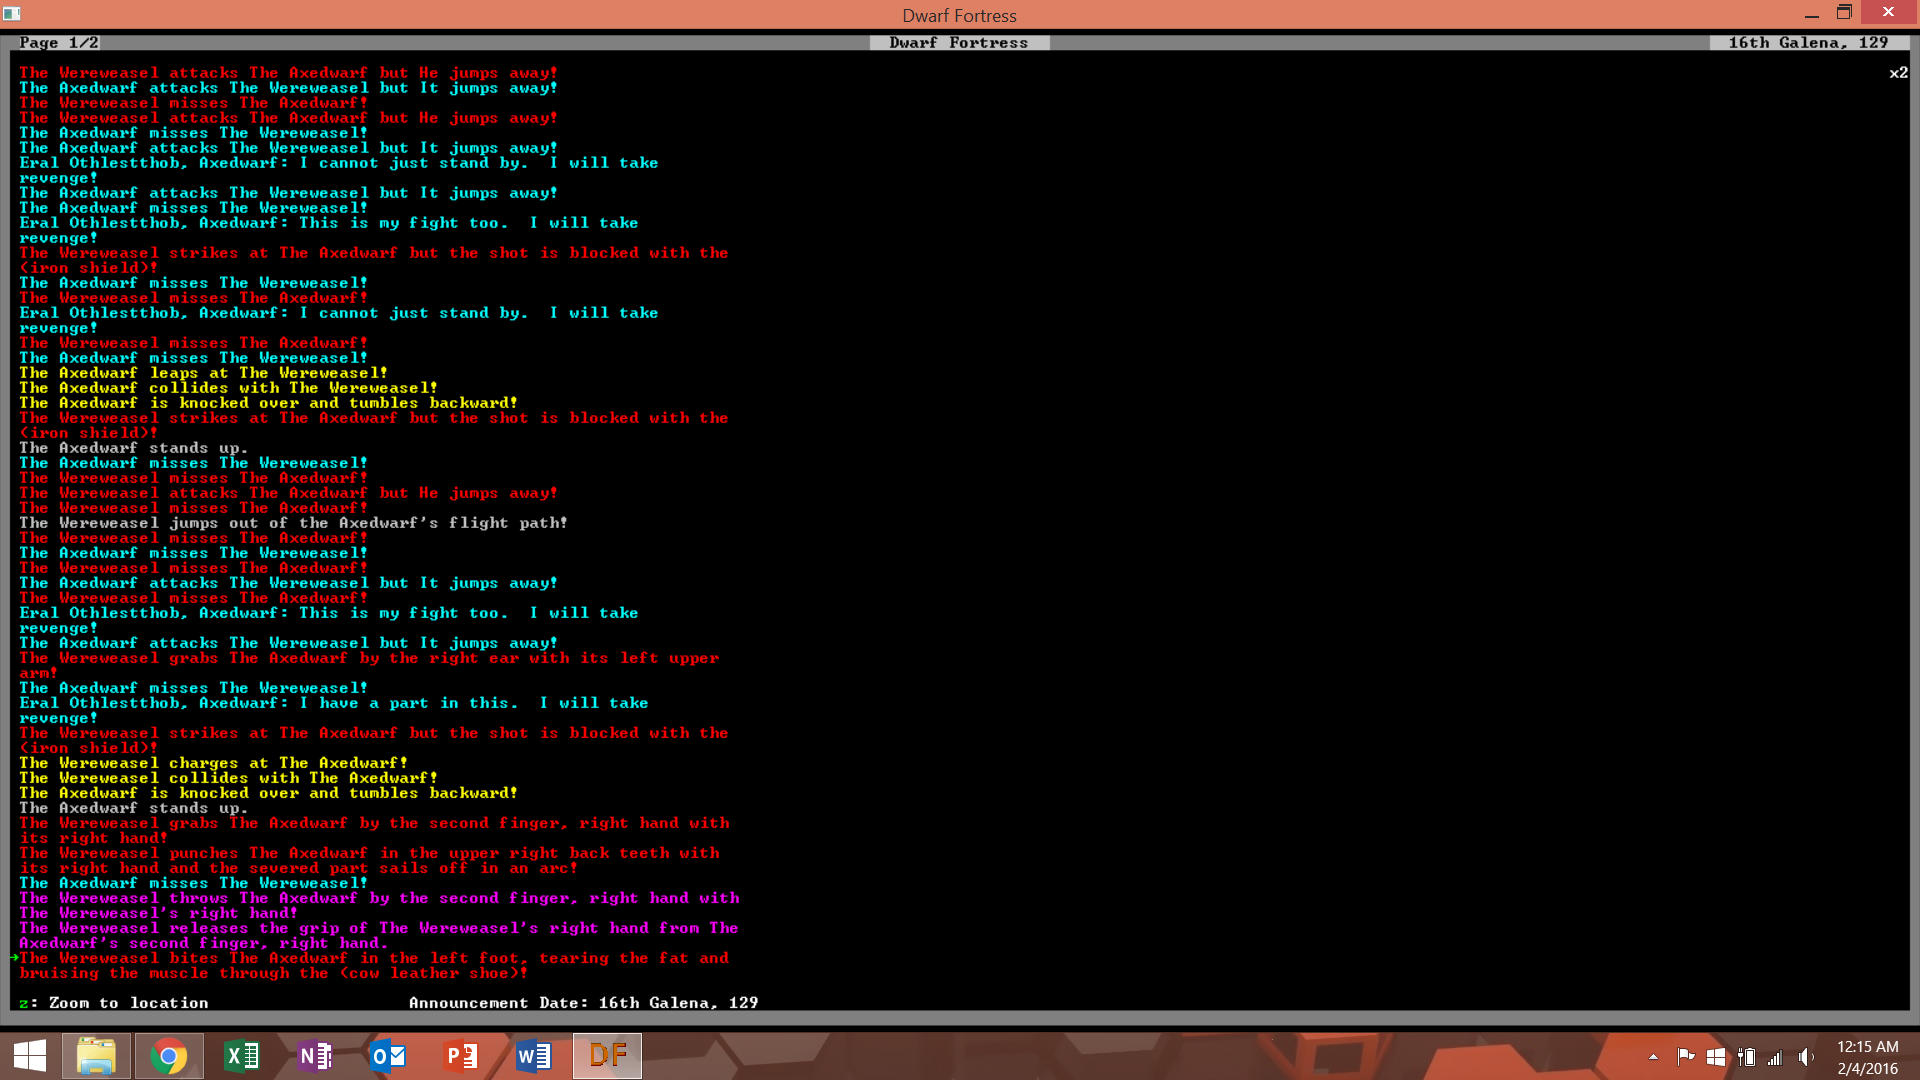 Dwarf Fortress
Page 1/2 Dwarf Fortress 16th Galena, 129
The Wereweasel attacks The Axedwarf but He jumps away! x2
The Axedwarf attacks The Wereweasel but It jumps away!
The Wereweasel misses The Axedwarf!
The Wereweasel attacks The Axedwarf but He jumps away!
The Axedwarf misses The Wereweasel!
The Axedwarf attacks The Wereweasel but It jumps away!
Eral Othlestthob, Axedwarf: I cannot just stand by.  I will take
revenge!
The Axedwarf attacks The Wereweasel but It jumps away!
The Axedwarf misses The Wereweasel!
Eral Othlestthob, Axedwarf: This is my fight too.  I will take
revenge!
The Wereweasel strikes at The Axedwarf but the shot is blocked with the
(iron shield)!
The Axedwarf misses The Wereweasel!
The Wereweasel misses The Axedwarf!
Eral Othlestthob, Axedwarf: I cannot just stand by.  I will take
revenge!
The Wereweasel misses The Axedwarf!
The Axedwarf misses The Wereweasel!
The Axedwarf leaps at The Wereweasel!
The Axedwarf collides with The Wereweasel!
The Axedwarf is knocked over and tumbles backward!
The Wereweasel strikes at The Axedwarf but the shot is blocked with the
(iron shield)!
The Axedwarf stands up.
The Axedwarf misses The Wereweasel!
The Wereweasel misses The Axedwarf!
The Wereweasel attacks The Axedwarf but He jumps away!
The Wereweasel misses The Axedwarf!
The Wereweasel jumps out of the Axedwarf's flight path!
The Wereweasel misses The Axedwarf!
The Axedwarf misses The Wereweasel!
The Wereweasel misses The Axedwarf!
The Axedwarf attacks The Wereweasel but It jumps away!
The Wereweasel misses The Axedwarf!
Eral Othlestthob, Axedwarf: This is my fight too.  I will take
revenge!
The Axedwarf attacks The Wereweasel but It jumps away!
The Wereweasel grabs The Axedwarf by the right ear with its left upper
arm!
The Axedwarf misses The Wereweasel!
Eral Othlestthob, Axedwarf: I have a part in this.  I will take
revenge!
The Wereweasel strikes at The Axedwarf but the shot is blocked with the
(iron shield)!
The Wereweasel charges at The Axedwarf!
The Wereweasel collides with The Axedwarf!
The Axedwarf is knocked over and tumbles backward!
The Axedwarf stands up.
The Wereweasel grabs The Axedwarf by the second finger, right hand with
its right hand!
The Wereweasel punches The Axedwarf in the upper right back teeth with
its right hand and the severed part sails off in an arc!
The Axedwarf misses The Wereweasel!
The Wereweasel throws The Axedwarf by the second finger, right hand with
The Wereweasel's right hand!
The Wereweasel releases the grip of The Wereweasel's right hand from The
Axedwarf's second finger, right hand.
The Wereweasel bites The Axedwarf in the left foot, tearing the fat and
bruising the muscle through the (cow leather shoe)!
z: Zoom to location Announcement Date: 16th Galena, 129
DF
12:15 AM
2/4/2016